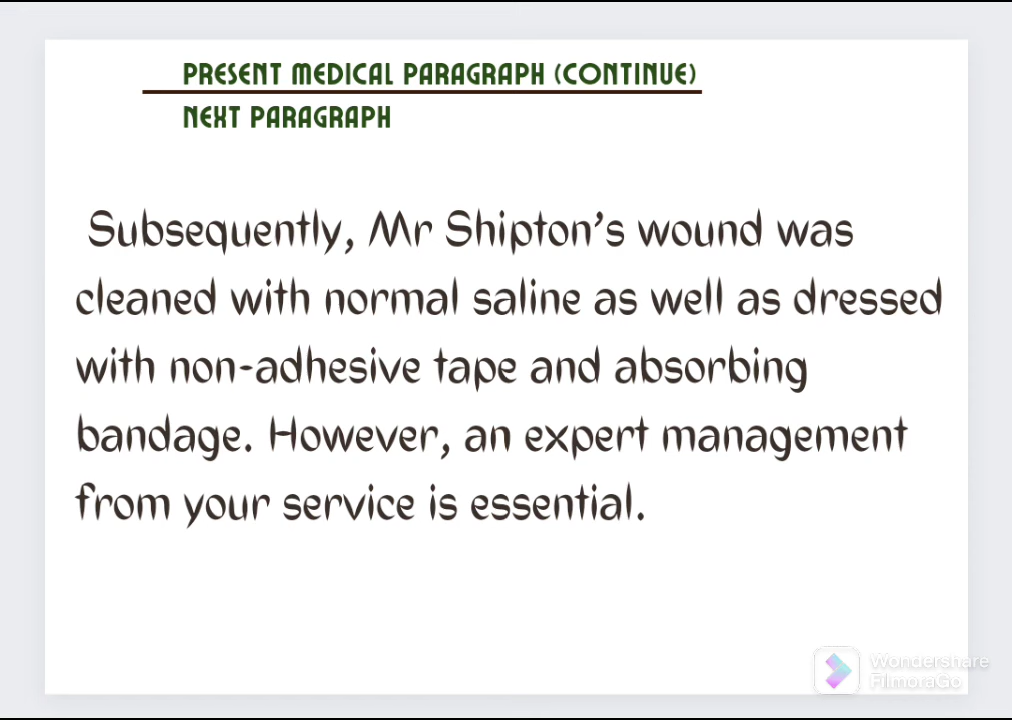 PRESENT MEDICAL PARAGRAPH (CONTINUE)
NEXT PARAGRAPH
Subsequently, Mr Shipton's wound was
cleaned with normal saline as well as dressed
with non-adhesive tape and absorbing
bandage. However, an expert management
from your service is essential.
Wondershare
FilmoraGo